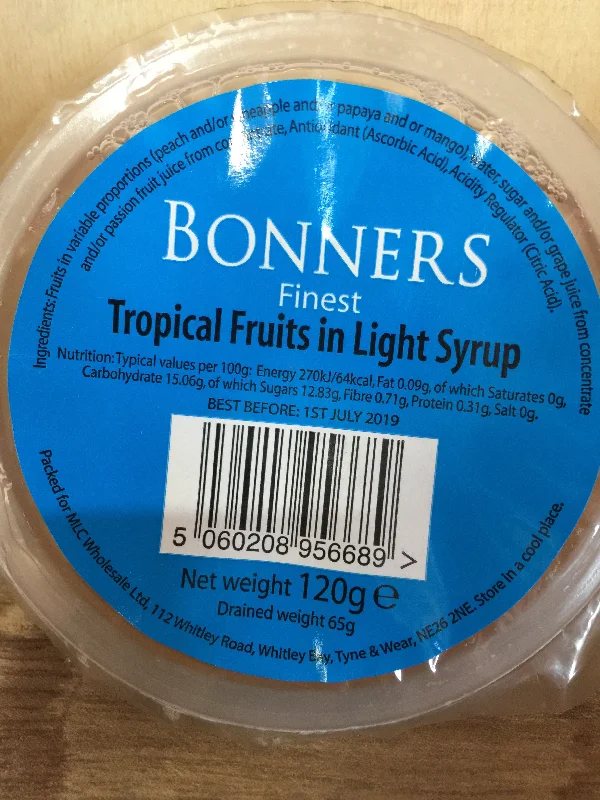 Ingredients: Fruits in variable proportions (peach and/or pineapple and/or papaya and or mango), water, sugar and/or grape juice from concentrate
and/or passion fruit juice from concentrate, Antioxidant (Ascorbic Acid), Acidity Regulator (Citric Acid).
BONNERS
Finest
Tropical Fruits in Light Syrup
Nutrition: Typical values per 100g: Energy 270kJ/64kcal, Fat 0.09g, of which Saturates 0g,
Carbohydrate 15.06g, of which Sugars 12.83g, Fibre 0.71g, Protein 0.31g, Salt 0g.
BEST BEFORE: 1ST JULY 2019
5 060208 956689 >
Net weight 120g e
Drained weight 65g
Packed for MLC Wholesale Ltd, 112 Whitley Road, Whitley Bay, Tyne & Wear, NE26 2NE. Store in a cool place.